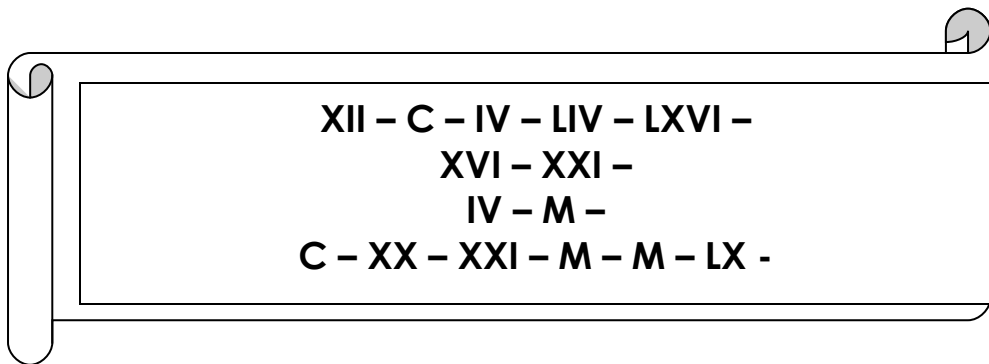 XII – C – IV – LIV – LXVI –
XVI – XXI –
IV – M –
C – XX – XXI – M – M – LX -